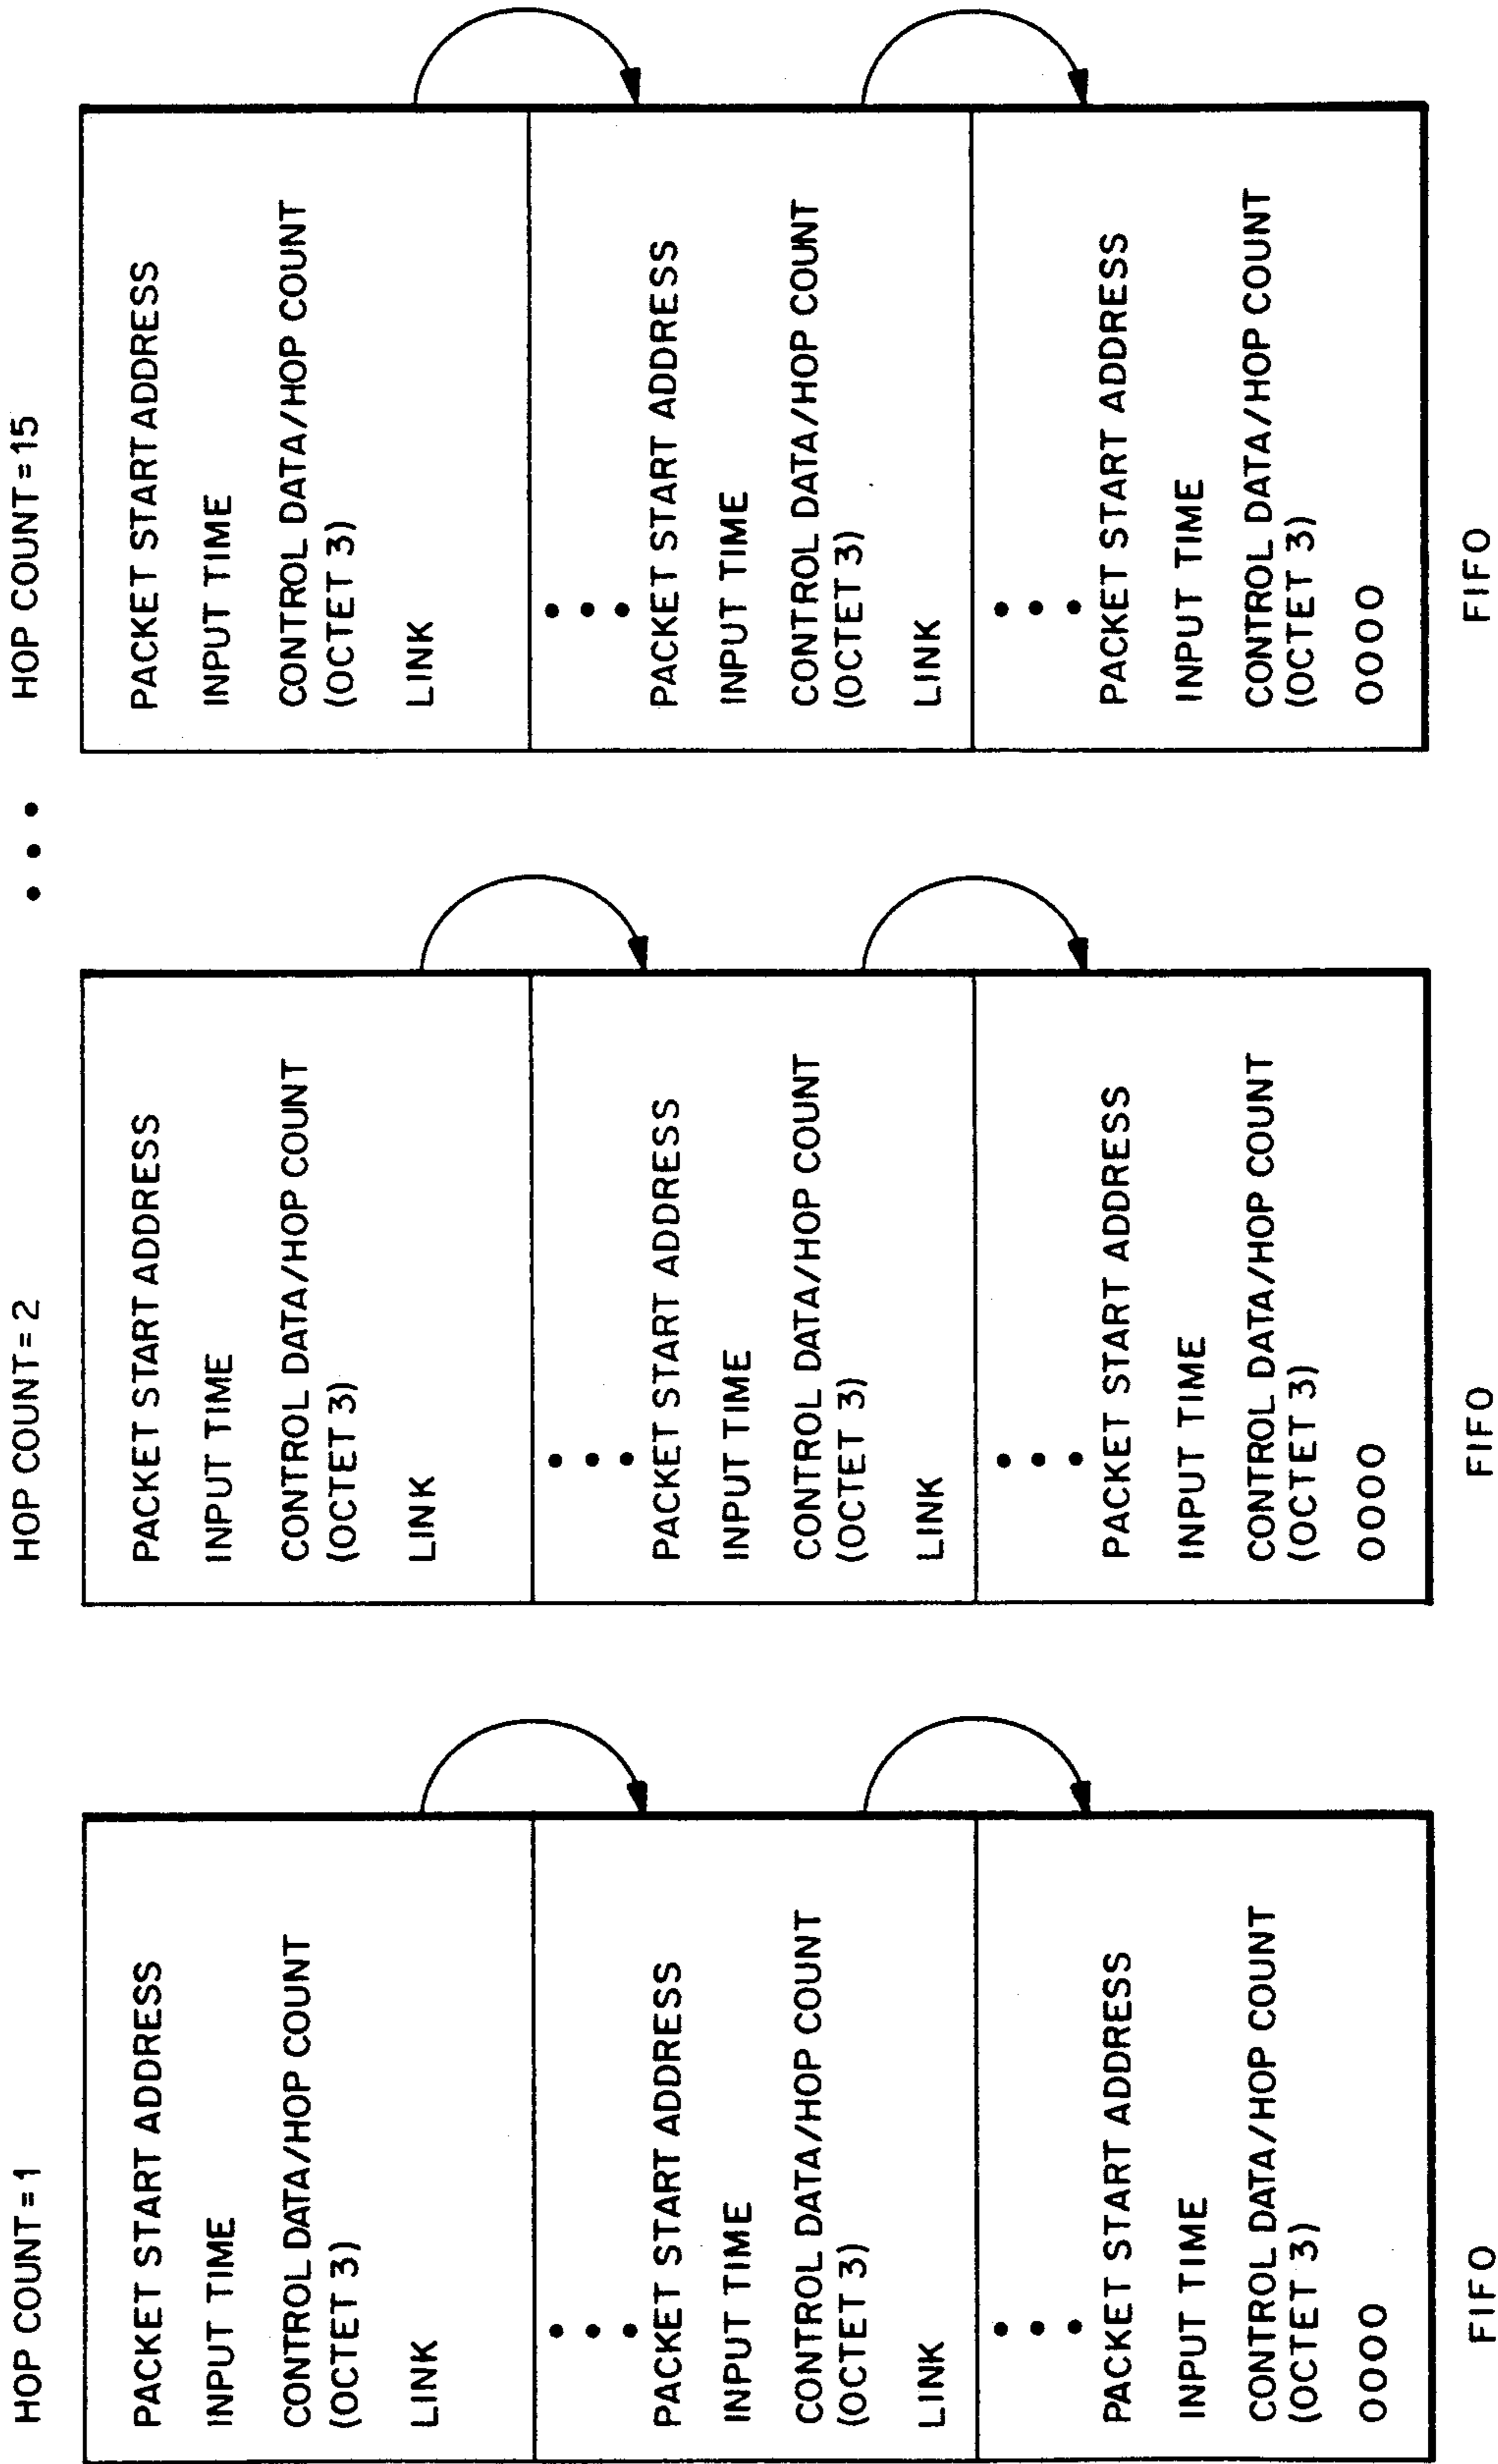 HOP COUNT = 1
PACKET START ADDRESS
INPUT TIME
CONTROL DATA/HOP COUNT
(OCTET 3)
LINK
PACKET START ADDRESS
INPUT TIME
CONTROL DATA/HOP COUNT
(OCTET 3)
LINK
PACKET START ADDRESS
INPUT TIME
CONTROL DATA/HOP COUNT
(OCTET 3)
0000
FIFO
HOP COUNT = 2
PACKET START ADDRESS
INPUT TIME
CONTROL DATA/HOP COUNT
(OCTET 3)
LINK
PACKET START ADDRESS
INPUT TIME
CONTROL DATA/HOP COUNT
(OCTET 3)
LINK
PACKET START ADDRESS
INPUT TIME
CONTROL DATA/HOP COUNT
(OCTET 3)
0000
FIFO
HOP COUNT = 15
PACKET START ADDRESS
INPUT TIME
CONTROL DATA/HOP COUNT
(OCTET 3)
LINK
PACKET START ADDRESS
INPUT TIME
CONTROL DATA/HOP COUNT
(OCTET 3)
LINK
PACKET START ADDRESS
INPUT TIME
CONTROL DATA/HOP COUNT
(OCTET 3)
0000
FIFO